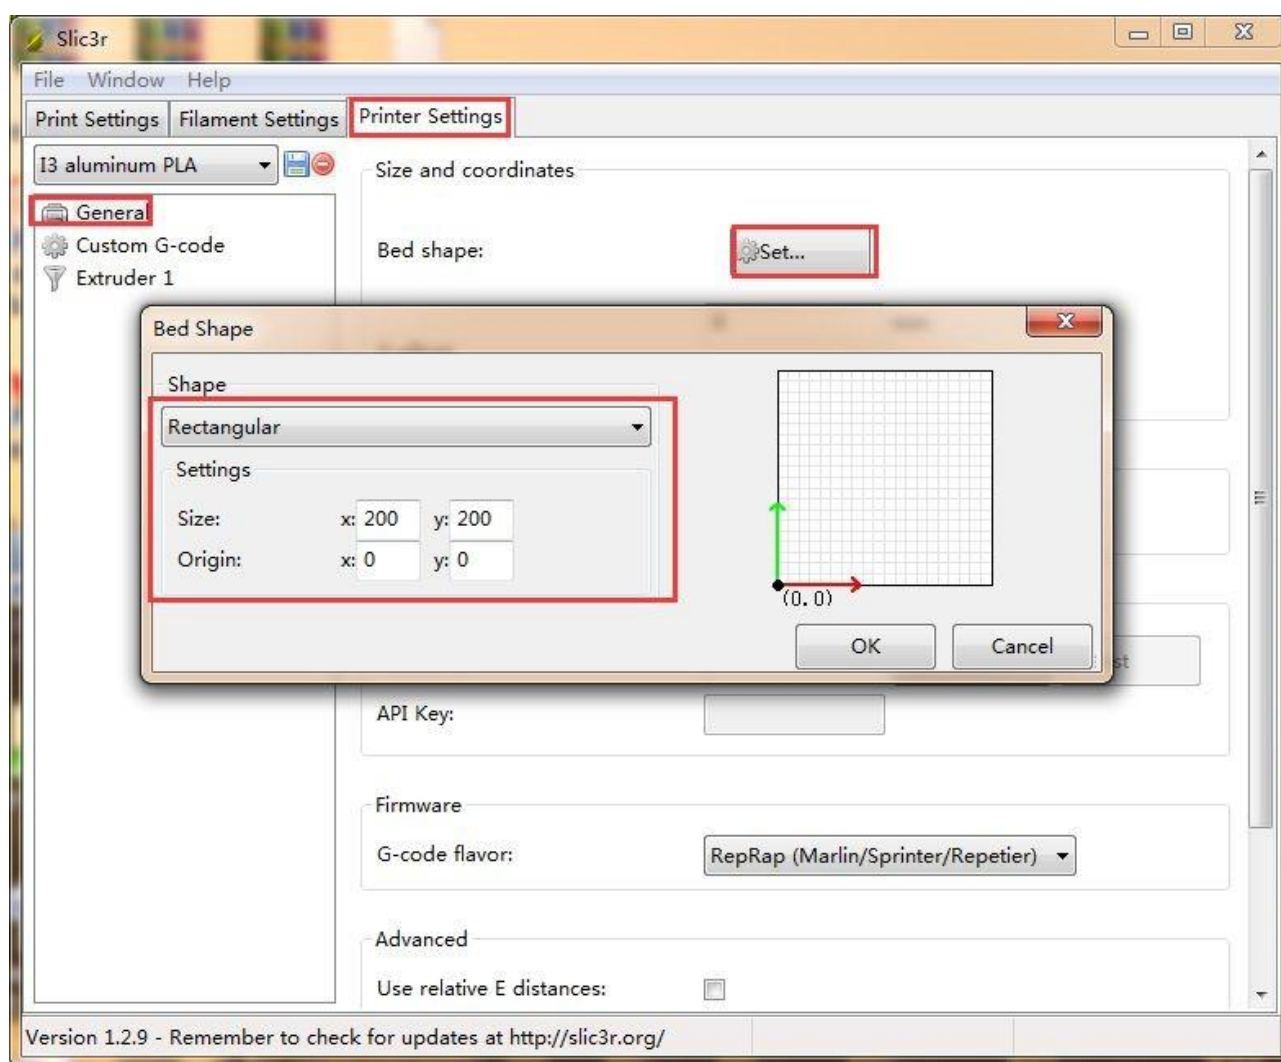 Slic3r
File Window Help
Print Settings Filament Settings Printer Settings
I3 aluminum PLA
Size and coordinates
General
Custom G-code
Extruder 1
Bed shape:
Set...
Bed Shape
Shape
Rectangular
Settings
Size: x: 200 y: 200
Origin: x: 0 y: 0
(0,0)
OK Cancel
API Key:
Firmware
G-code flavor:
RepRap (Marlin/Sprinter/Repetier)
Advanced
Use relative E distances:
Version 1.2.9 - Remember to check for updates at http://slic3r.org/